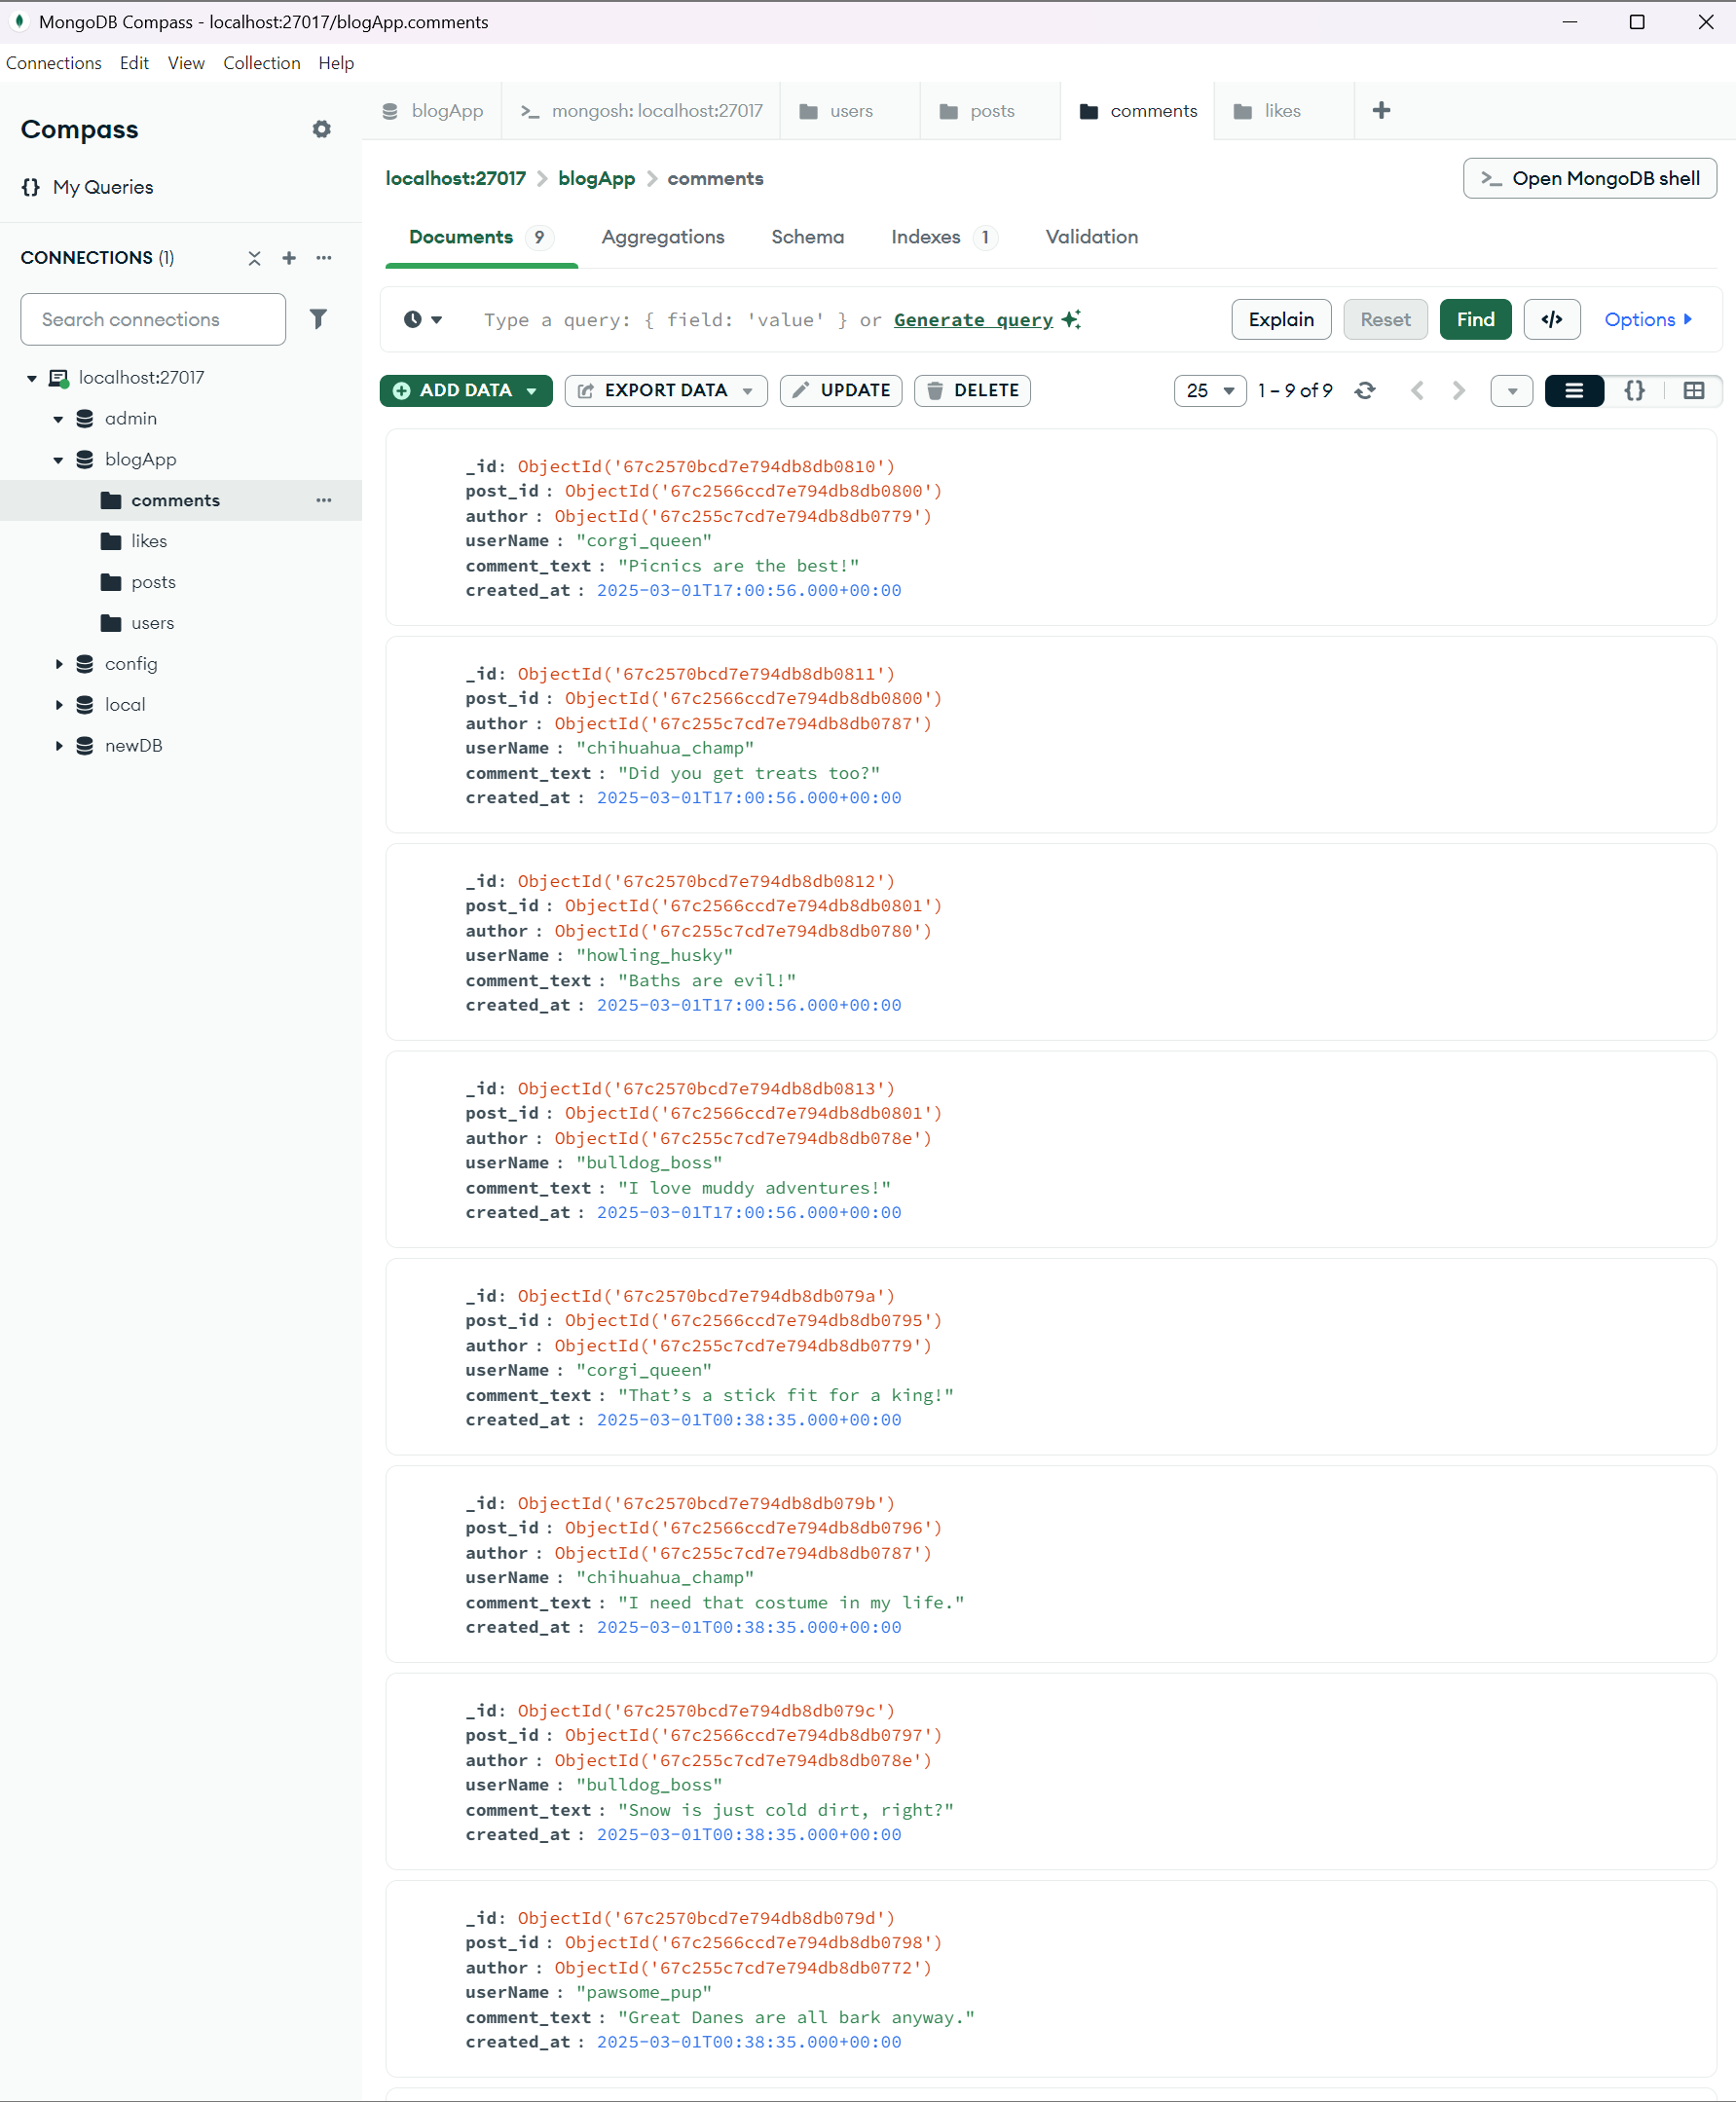 MongoDB Compass - localhost:27017/blogApp.comments
Connections Edit View Collection Help
Compass
My Queries
CONNECTIONS (1)
Search connections
localhost:27017
admin
blogApp
comments
likes
posts
users
config
local
newDB
blogApp
mongosh: localhost:27017
users
posts
comments
likes
localhost:27017 > blogApp > comments
Open MongoDB shell
Documents 9 Aggregations Schema Indexes 1 Validation
Type a query: { field: 'value' } or Generate query
Explain Reset Find </> Options
ADD DATA EXPORT DATA UPDATE DELETE
25 1 – 9 of 9 {}
_id: ObjectId('67c2570bcd7e794db8db0810')
post_id : ObjectId('67c2566ccd7e794db8db0800')
author : ObjectId('67c255c7cd7e794db8db0779')
userName : "corgi_queen"
comment_text : "Picnics are the best!"
created_at : 2025-03-01T17:00:56.000+00:00
_id: ObjectId('67c2570bcd7e794db8db0811')
post_id : ObjectId('67c2566ccd7e794db8db0800')
author : ObjectId('67c255c7cd7e794db8db0787')
userName : "chihuahua_champ"
comment_text : "Did you get treats too?"
created_at : 2025-03-01T17:00:56.000+00:00
_id: ObjectId('67c2570bcd7e794db8db0812')
post_id : ObjectId('67c2566ccd7e794db8db0801')
author : ObjectId('67c255c7cd7e794db8db0780')
userName : "howling_husky"
comment_text : "Baths are evil!"
created_at : 2025-03-01T17:00:56.000+00:00
_id: ObjectId('67c2570bcd7e794db8db0813')
post_id : ObjectId('67c2566ccd7e794db8db0801')
author : ObjectId('67c255c7cd7e794db8db078e')
userName : "bulldog_boss"
comment_text : "I love muddy adventures!"
created_at : 2025-03-01T17:00:56.000+00:00
_id: ObjectId('67c2570bcd7e794db8db079a')
post_id : ObjectId('67c2566ccd7e794db8db0795')
author : ObjectId('67c255c7cd7e794db8db0779')
userName : "corgi_queen"
comment_text : "That’s a stick fit for a king!"
created_at : 2025-03-01T00:38:35.000+00:00
_id: ObjectId('67c2570bcd7e794db8db079b')
post_id : ObjectId('67c2566ccd7e794db8db0796')
author : ObjectId('67c255c7cd7e794db8db0787')
userName : "chihuahua_champ"
comment_text : "I need that costume in my life."
created_at : 2025-03-01T00:38:35.000+00:00
_id: ObjectId('67c2570bcd7e794db8db079c')
post_id : ObjectId('67c2566ccd7e794db8db0797')
author : ObjectId('67c255c7cd7e794db8db078e')
userName : "bulldog_boss"
comment_text : "Snow is just cold dirt, right?"
created_at : 2025-03-01T00:38:35.000+00:00
_id: ObjectId('67c2570bcd7e794db8db079d')
post_id : ObjectId('67c2566ccd7e794db8db0798')
author : ObjectId('67c255c7cd7e794db8db0772')
userName : "pawsome_pup"
comment_text : "Great Danes are all bark anyway."
created_at : 2025-03-01T00:38:35.000+00:00